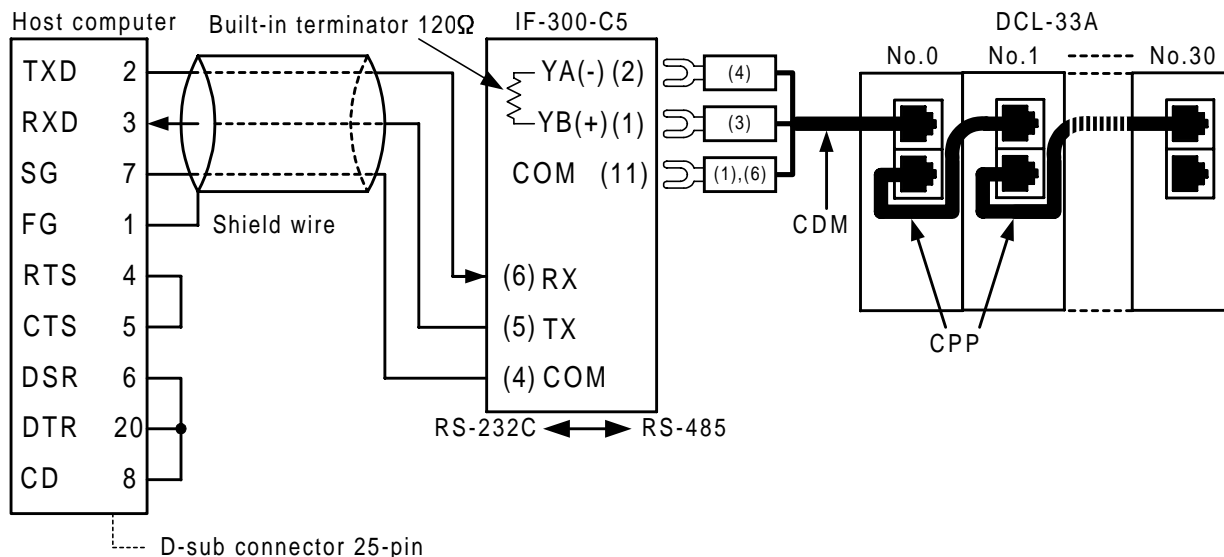 Host computer
Built-in terminator 120Ω
IF-300-C5
DCL-33A
No.0
No.1
No.30
TXD 2
RXD 3
SG 7
FG 1
RTS 4
CTS 5
DSR 6
DTR 20
CD 8
Shield wire
YA(-) (2)
YB(+) (1)
COM (11)
(6) RX
(5) TX
(4) COM
(4)
(3)
(1),(6)
CDM
CPP
RS-232C
RS-485
D-sub connector 25-pin